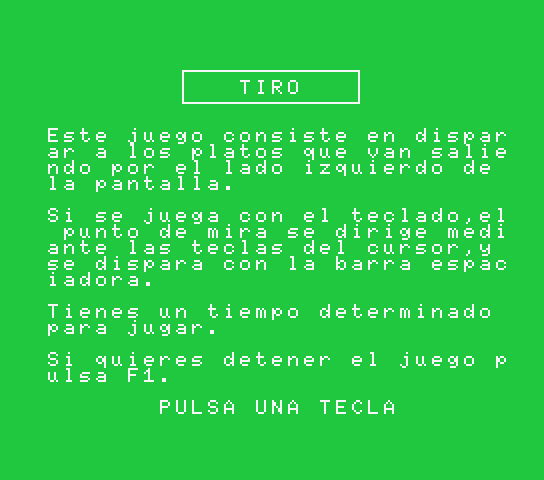 TIRO
Este juego consiste en dispar
ar a los platos que van salie
ndo por el lado izquierdo de
la pantalla.
Si se juega con el teclado,el
 punto de mira se dirige medi
ante las teclas del cursor,y
se dispara con la barra espac
iadora.
Tienes un tiempo determinado
para jugar.
Si quieres detener el juego p
ulsa F1.
PULSA UNA TECLA